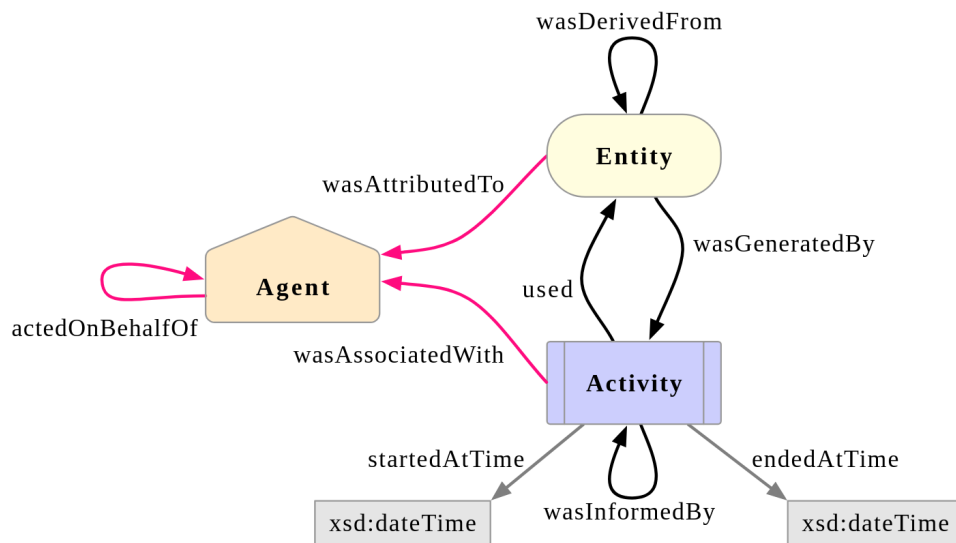 wasDerivedFrom
Entity
wasAttributedTo
wasGeneratedBy
Agent
used
actedOnBehalfOf
wasAssociatedWith
Activity
startedAtTime
endedAtTime
wasInformedBy
xsd:dateTime
xsd:dateTime